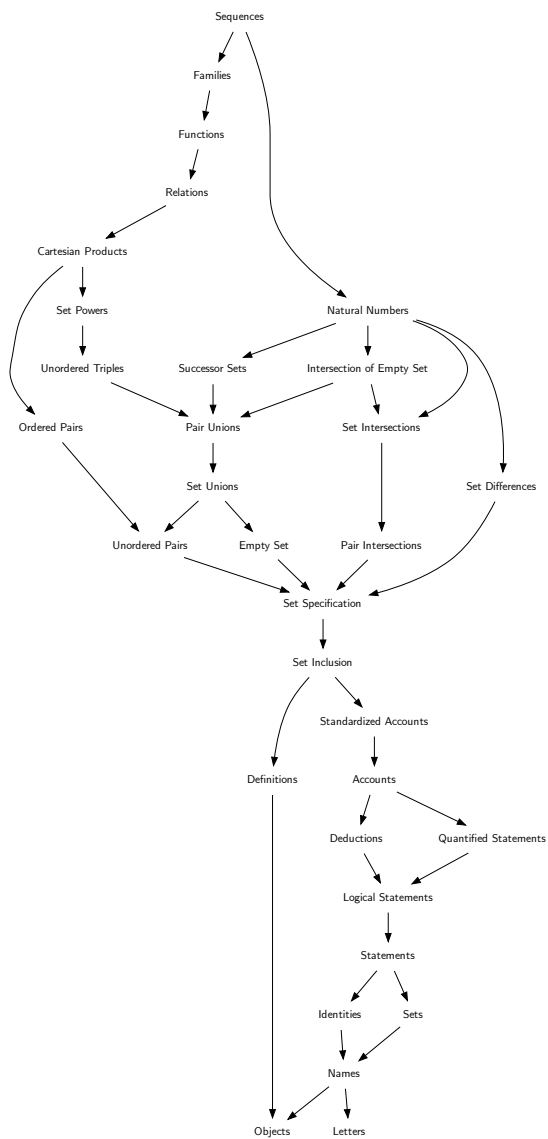 Sequences
Families
Functions
Relations
Cartesian Products
Set Powers
Natural Numbers
Unordered Triples
Successor Sets
Intersection of Empty Set
Ordered Pairs
Pair Unions
Set Intersections
Set Unions
Set Differences
Unordered Pairs
Empty Set
Pair Intersections
Set Specification
Set Inclusion
Standardized Accounts
Definitions
Accounts
Deductions
Quantified Statements
Logical Statements
Statements
Identities
Sets
Names
Objects
Letters